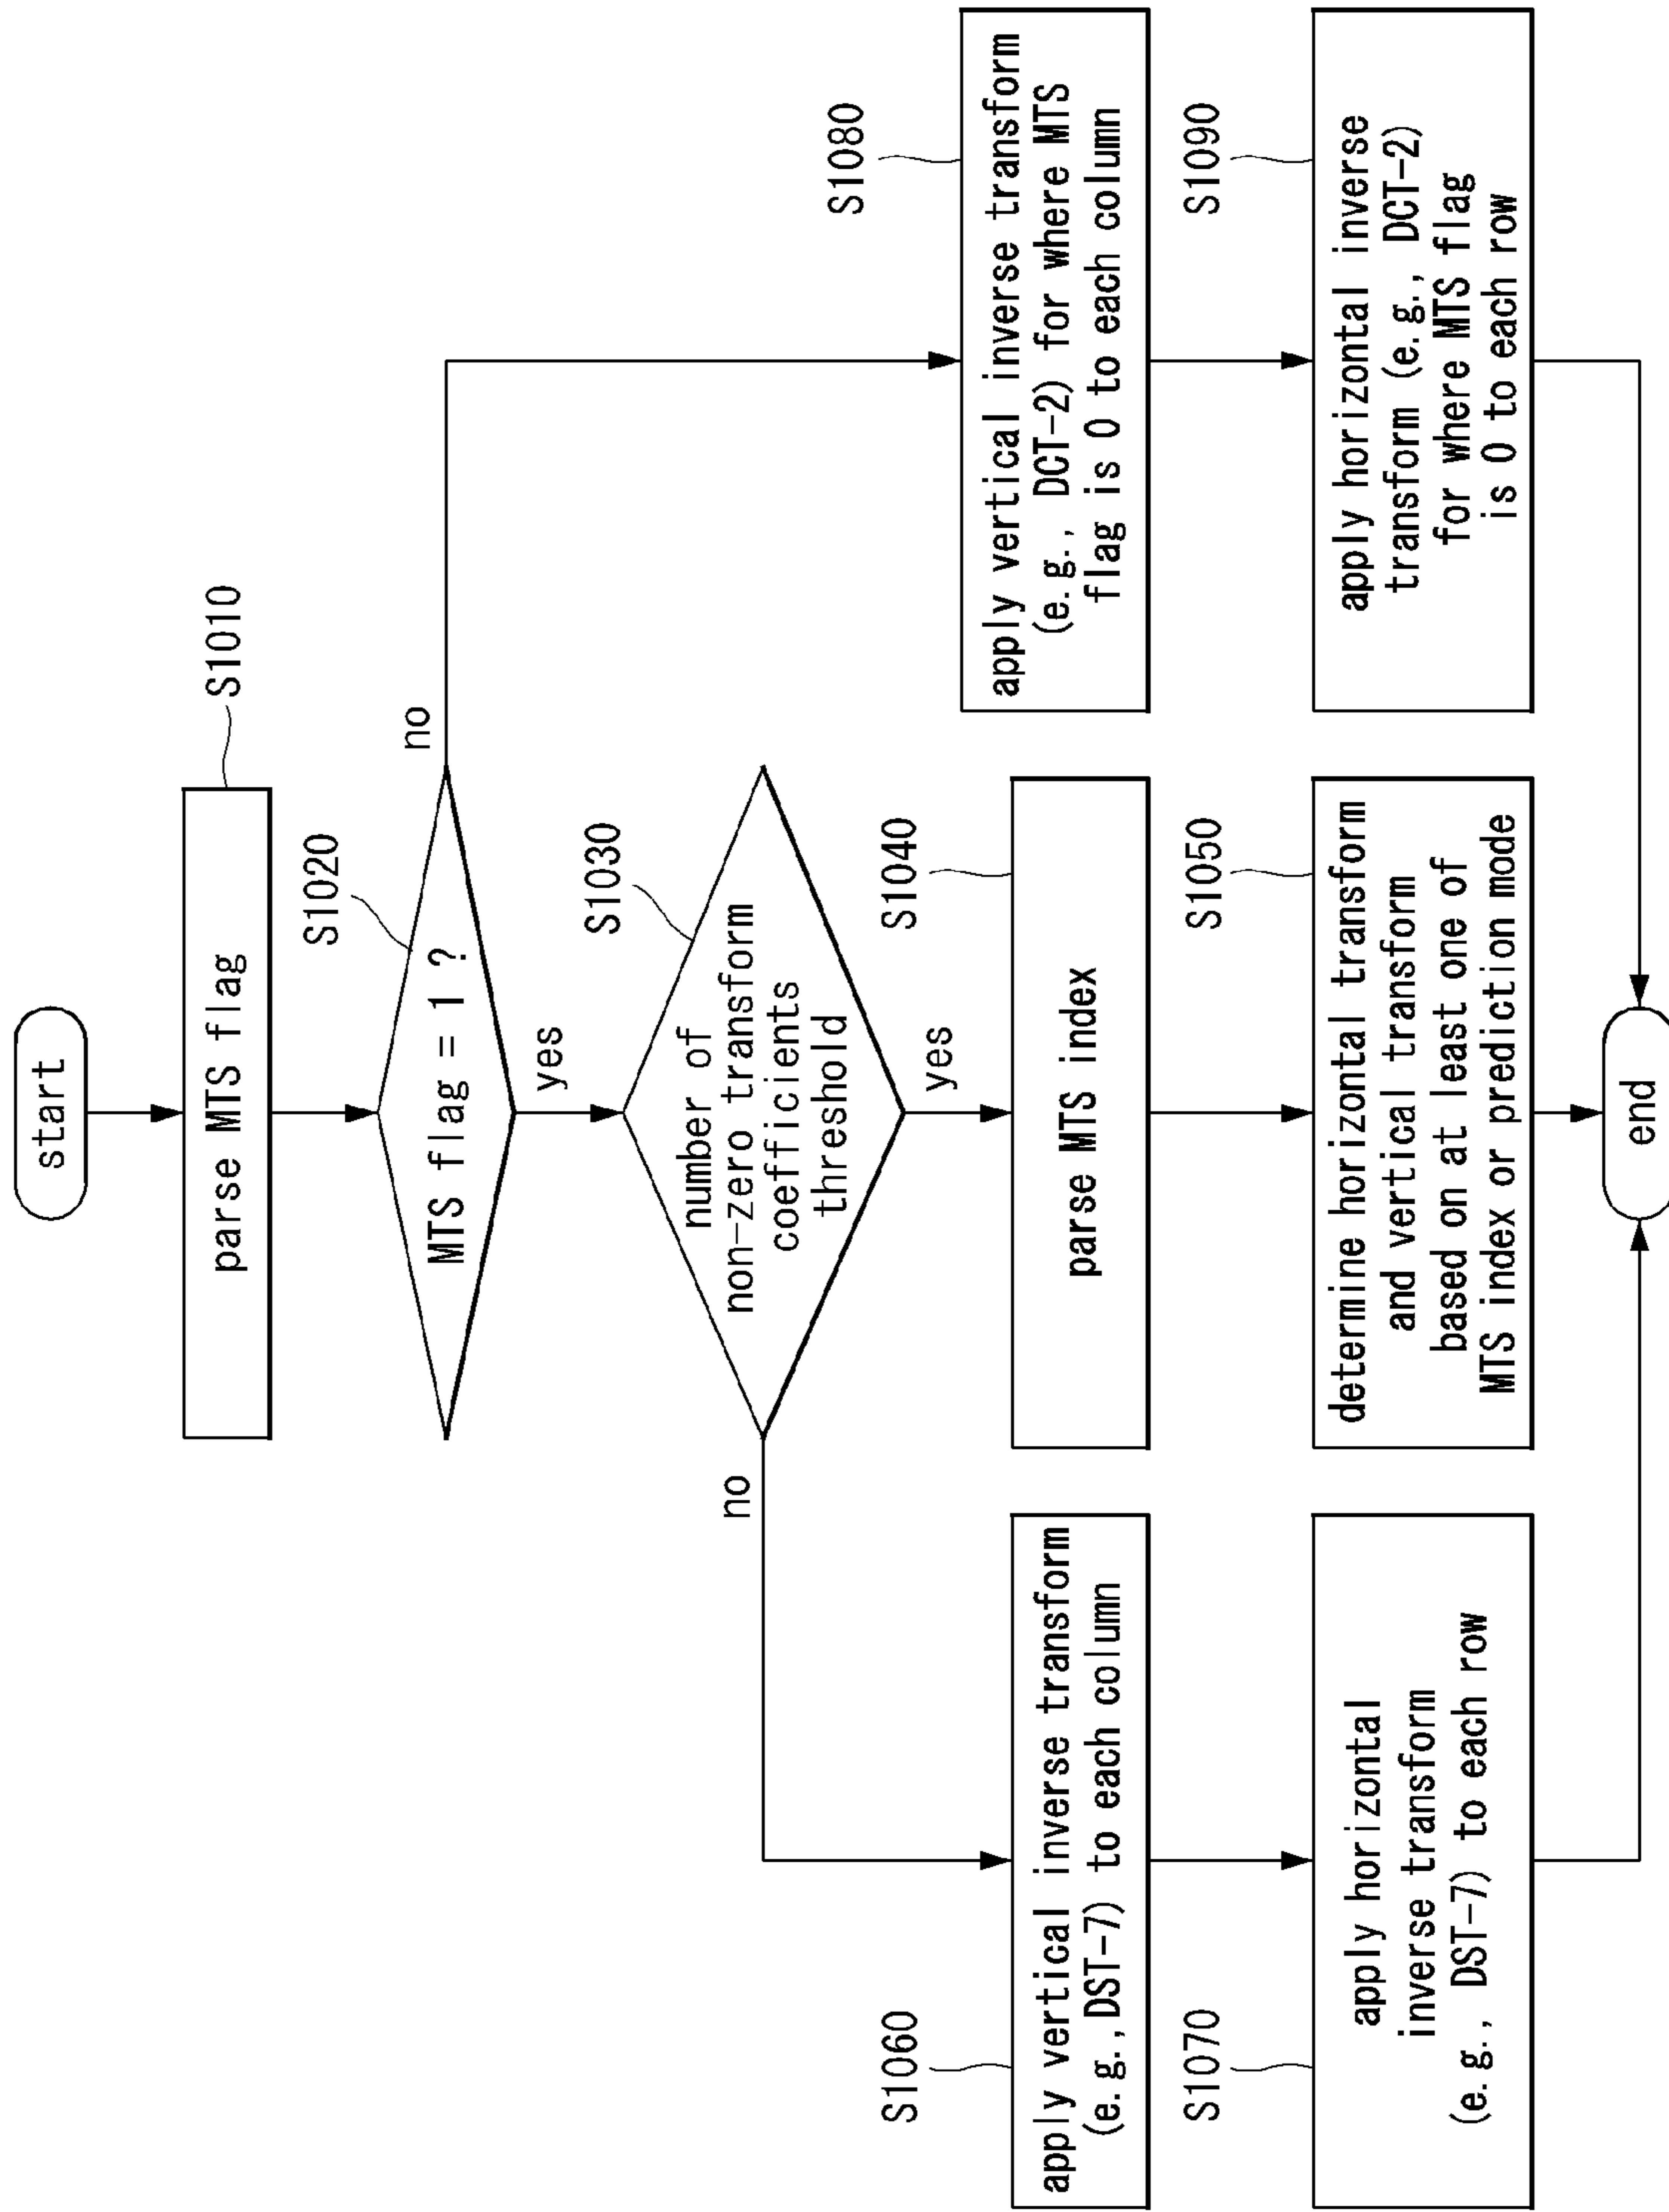 start
parse MTS flag
S1010
MTS flag = 1 ?
S1020
no
yes
number of
non-zero transform
coefficients
threshold
S1030
no
yes
apply vertical inverse transform
(e.g., DST-7) to each column
S1060
parse MTS index
S1040
apply vertical inverse transform
(e.g., DCT-2) for where MTS
flag is 0 to each column
S1080
apply horizontal
inverse transform
(e.g., DST-7) to each row
S1070
determine horizontal transform
and vertical transform
based on at least one of
MTS index or prediction mode
S1050
apply horizontal inverse
transform (e.g., DCT-2)
for where MTS flag
is 0 to each row
S1090
end